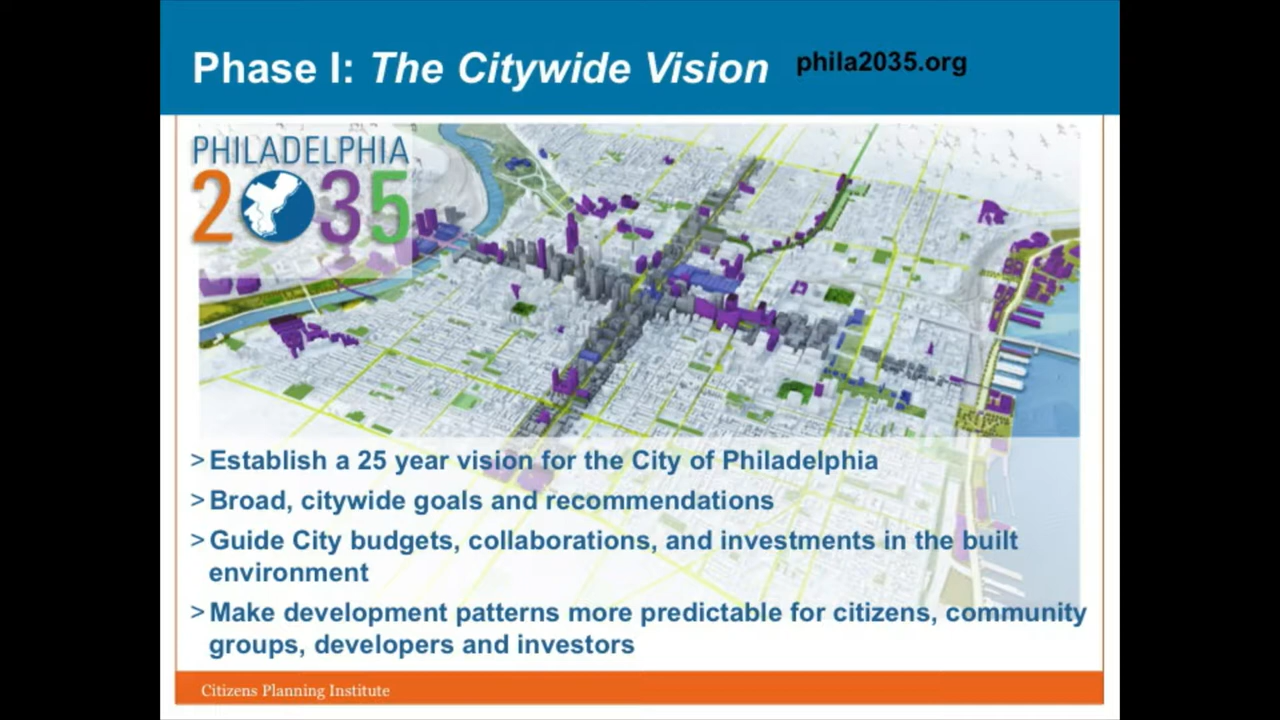 Phase I: The Citywide Vision phila2035.org
PHILADELPHIA
2035
> Establish a 25 year vision for the City of Philadelphia
> Broad, citywide goals and recommendations
> Guide City budgets, collaborations, and investments in the built
environment
> Make development patterns more predictable for citizens, community
groups, developers and investors
Citizens Planning Institute